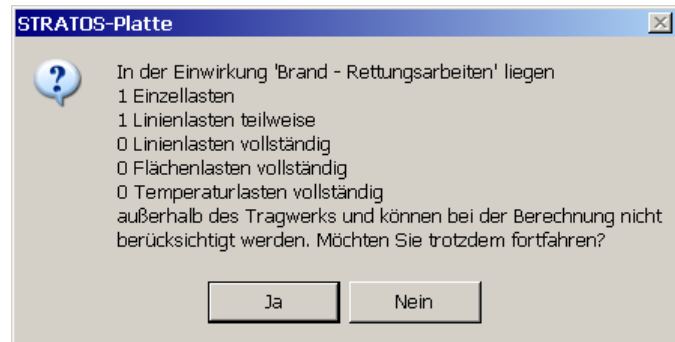 STRATOS-Platte
In der Einwirkung 'Brand - Rettungsarbeiten' liegen
1 Einzellasten
1 Linienlasten teilweise
0 Linienlasten vollständig
0 Flächenlasten vollständig
0 Temperaturlasten vollständig
außerhalb des Tragwerks und können bei der Berechnung nicht
berücksichtigt werden. Möchten Sie trotzdem fortfahren?
Ja
Nein